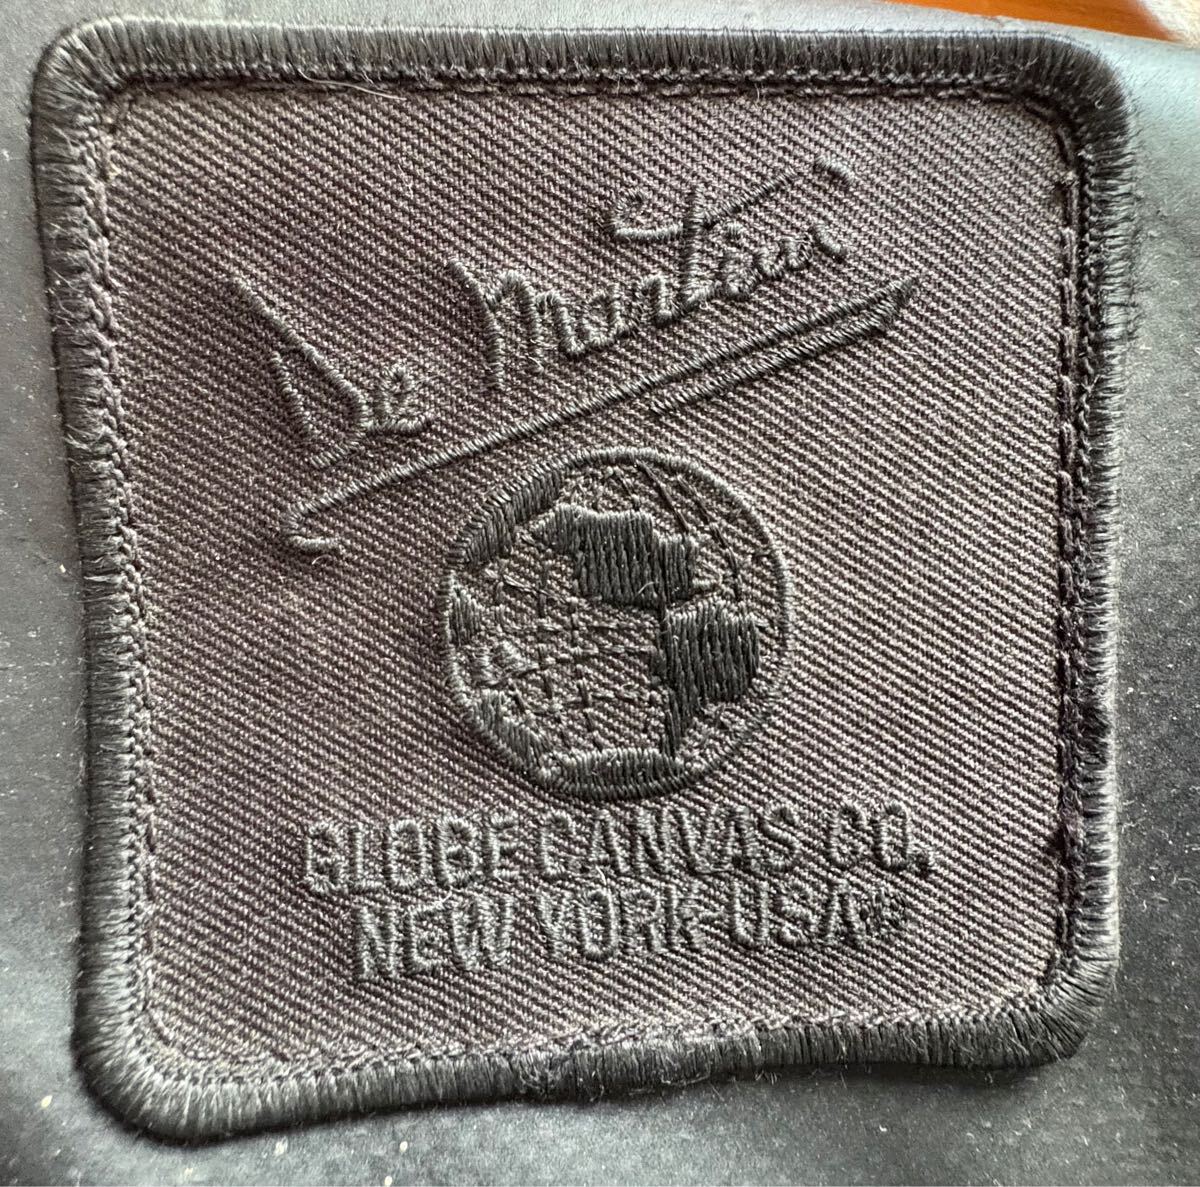 De Martini
GLOBE CANVAS CO.
NEW YORK-USA